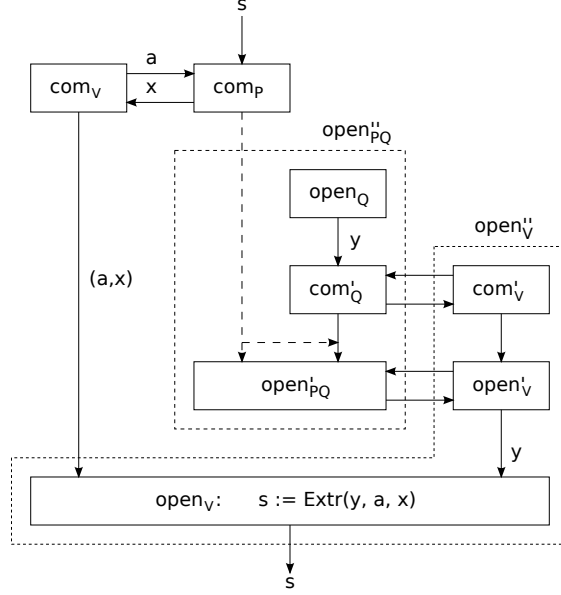 s
a
com_V
x
com_P
open''_PQ
open_Q
open''_V
y
(a,x)
com'_Q
com'_V
open'_PQ
open'_V
y
open_V: s := Extr(y, a, x)
s